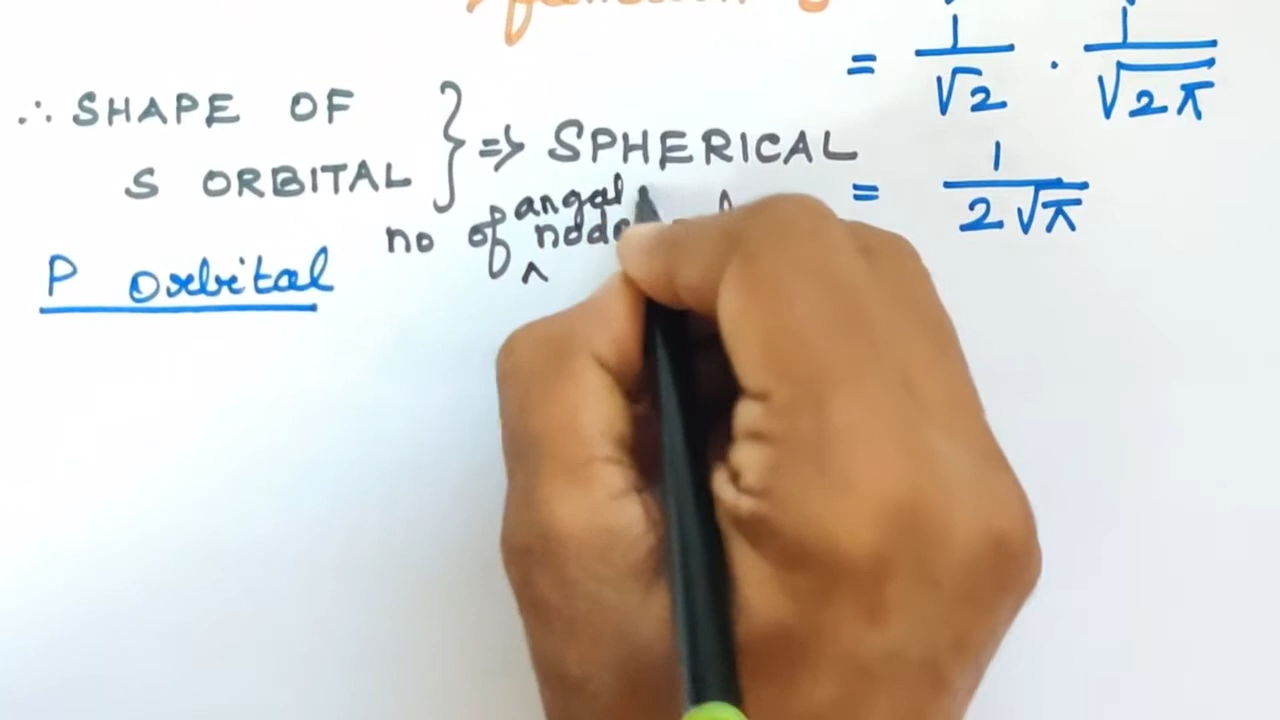 = 1/√2 · 1/√2π
∴ SHAPE OF
S ORBITAL } => SPHERICAL
= 1/2√π
angal
no of ^ node
P Orbital